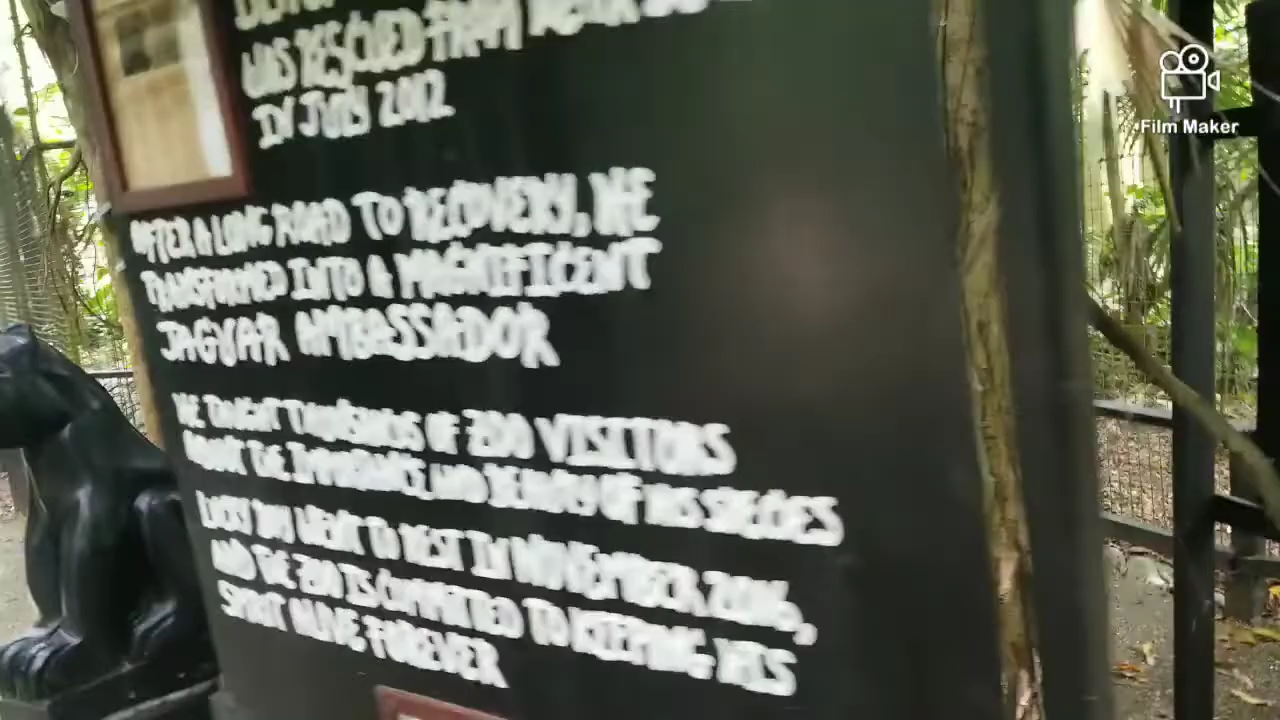 WAS RESCUED FROM
IN JULY 2002
AFTER A LONG ROAD TO RECOVERY, HE
TRANSFORMED INTO A MAGNIFICENT
JAGUAR AMBASSADOR
HE TAUGHT THOUSANDS OF ZOO VISITORS
ABOUT THE IMPORTANCE AND BEAUTY OF HIS SPECIES
LUCKY BOY WENT TO REST IN NOVEMBER 2016,
AND THE ZOO IS COMMITTED TO KEEPING HIS
SPIRIT ALIVE FOREVER
Film Maker